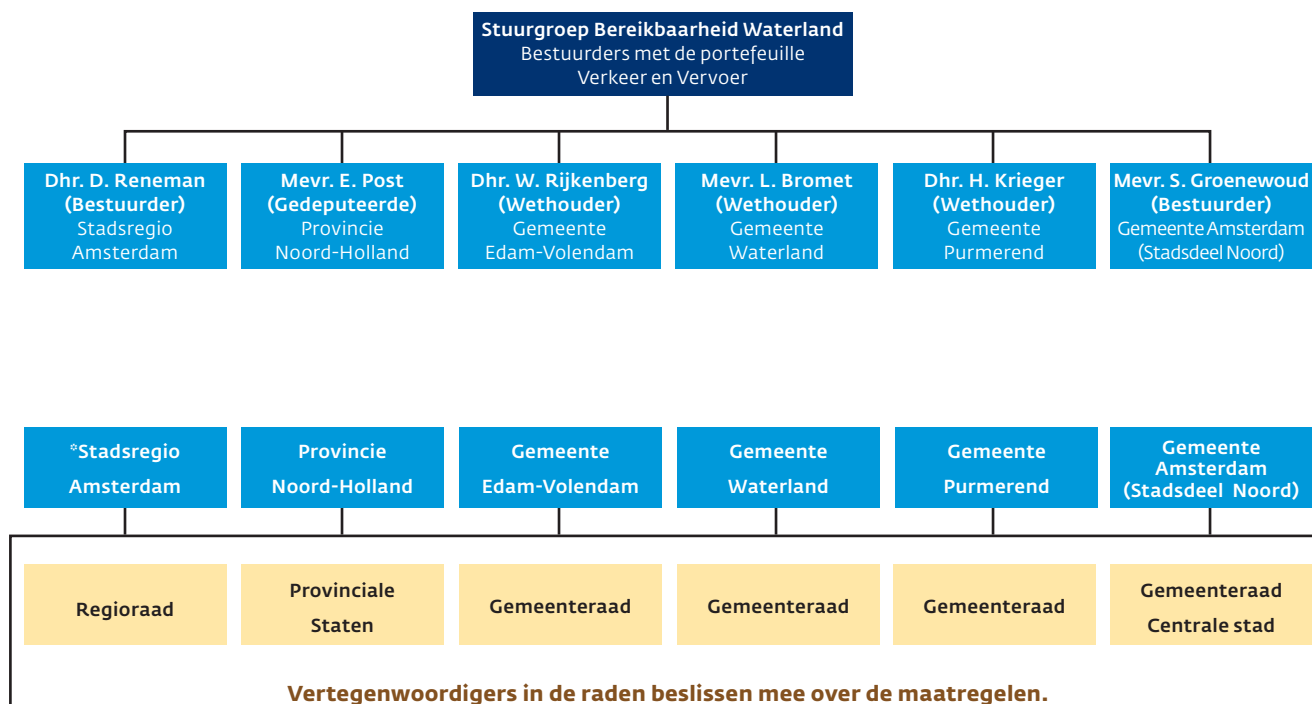 Stuurgroep Bereikbaarheid Waterland
Bestuurders met de portefeuille
Verkeer en Vervoer
Dhr. D. Reneman
(Bestuurder)
Stadsregio
Amsterdam
Mevr. E. Post
(Gedeputeerde)
Provincie
Noord-Holland
Dhr. W. Rijkenberg
(Wethouder)
Gemeente
Edam-Volendam
Mevr. L. Bromet
(Wethouder)
Gemeente
Waterland
Dhr. H. Krieger
(Wethouder)
Gemeente
Purmerend
Mevr. S. Groenewoud
(Bestuurder)
Gemeente Amsterdam
(Stadsdeel Noord)
*Stadsregio
Amsterdam
Provincie
Noord-Holland
Gemeente
Edam-Volendam
Gemeente
Waterland
Gemeente
Purmerend
Gemeente
Amsterdam
(Stadsdeel Noord)
Regioraad
Provinciale
Staten
Gemeenteraad
Gemeenteraad
Gemeenteraad
Gemeenteraad
Centrale stad
Vertegenwoordigers in de raden beslissen mee over de maatregelen.